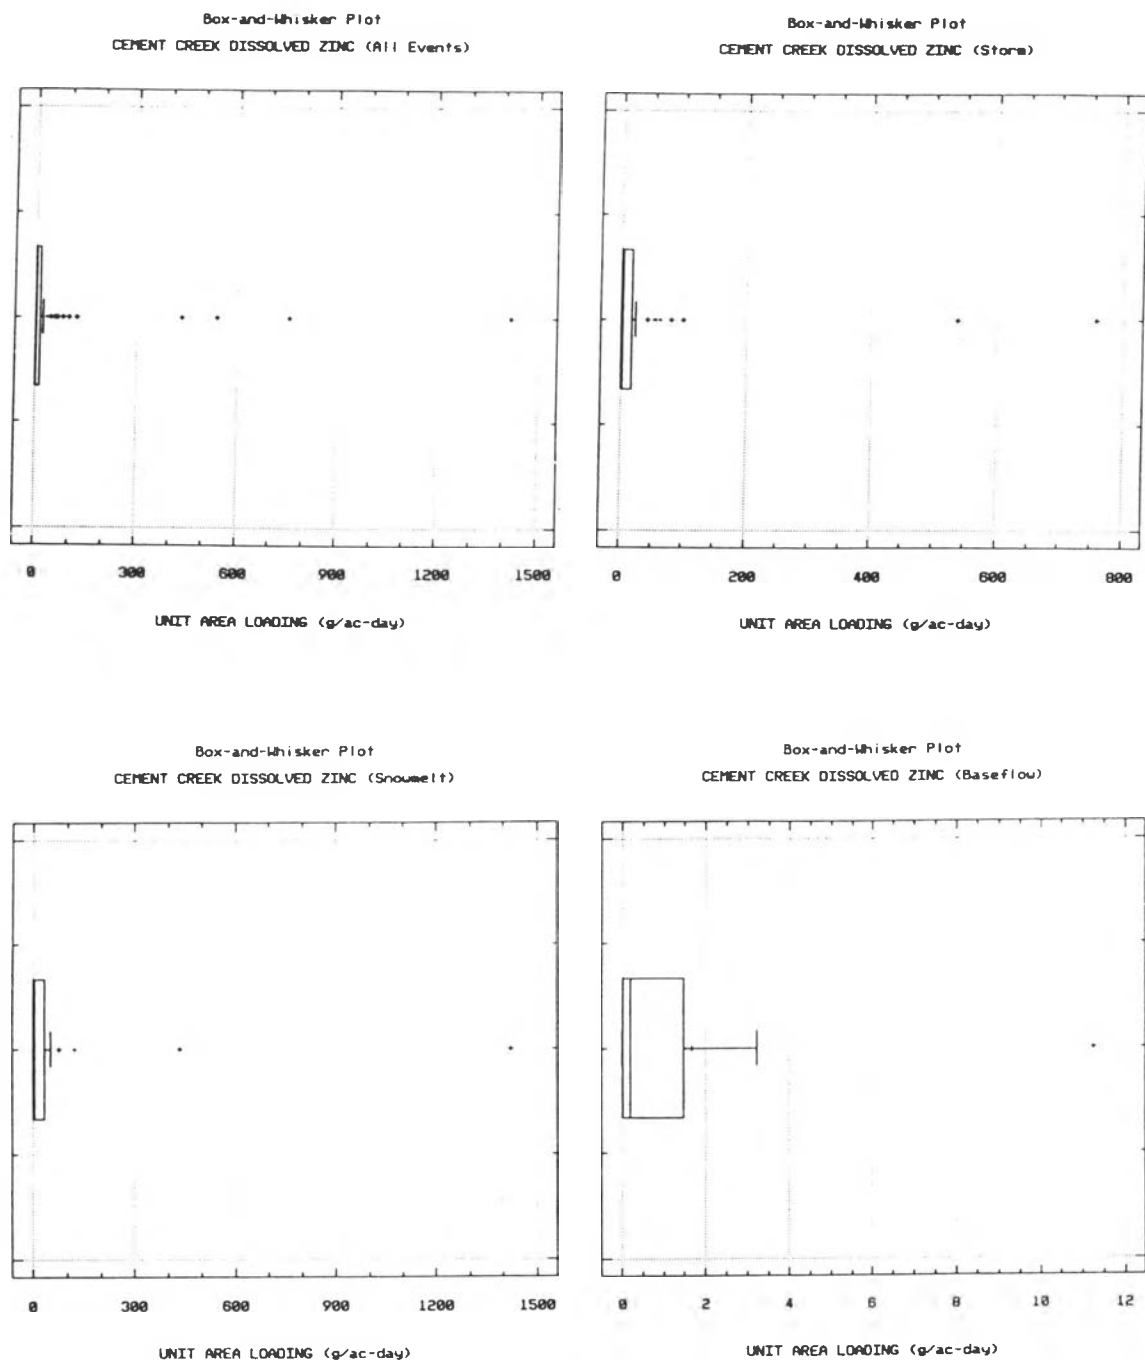 Box-and-Whisker Plot
CEMENT CREEK DISSOLVED ZINC (All Events)
0 300 600 900 1200 1500
UNIT AREA LOADING (g/ac-day)
Box-and-Whisker Plot
CEMENT CREEK DISSOLVED ZINC (Storm)
0 200 400 600 800
UNIT AREA LOADING (g/ac-day)
Box-and-Whisker Plot
CEMENT CREEK DISSOLVED ZINC (Snowmelt)
0 300 600 900 1200 1500
UNIT AREA LOADING (g/ac-day)
Box-and-Whisker Plot
CEMENT CREEK DISSOLVED ZINC (Baseflow)
0 2 4 6 8 10 12
UNIT AREA LOADING (g/ac-day)